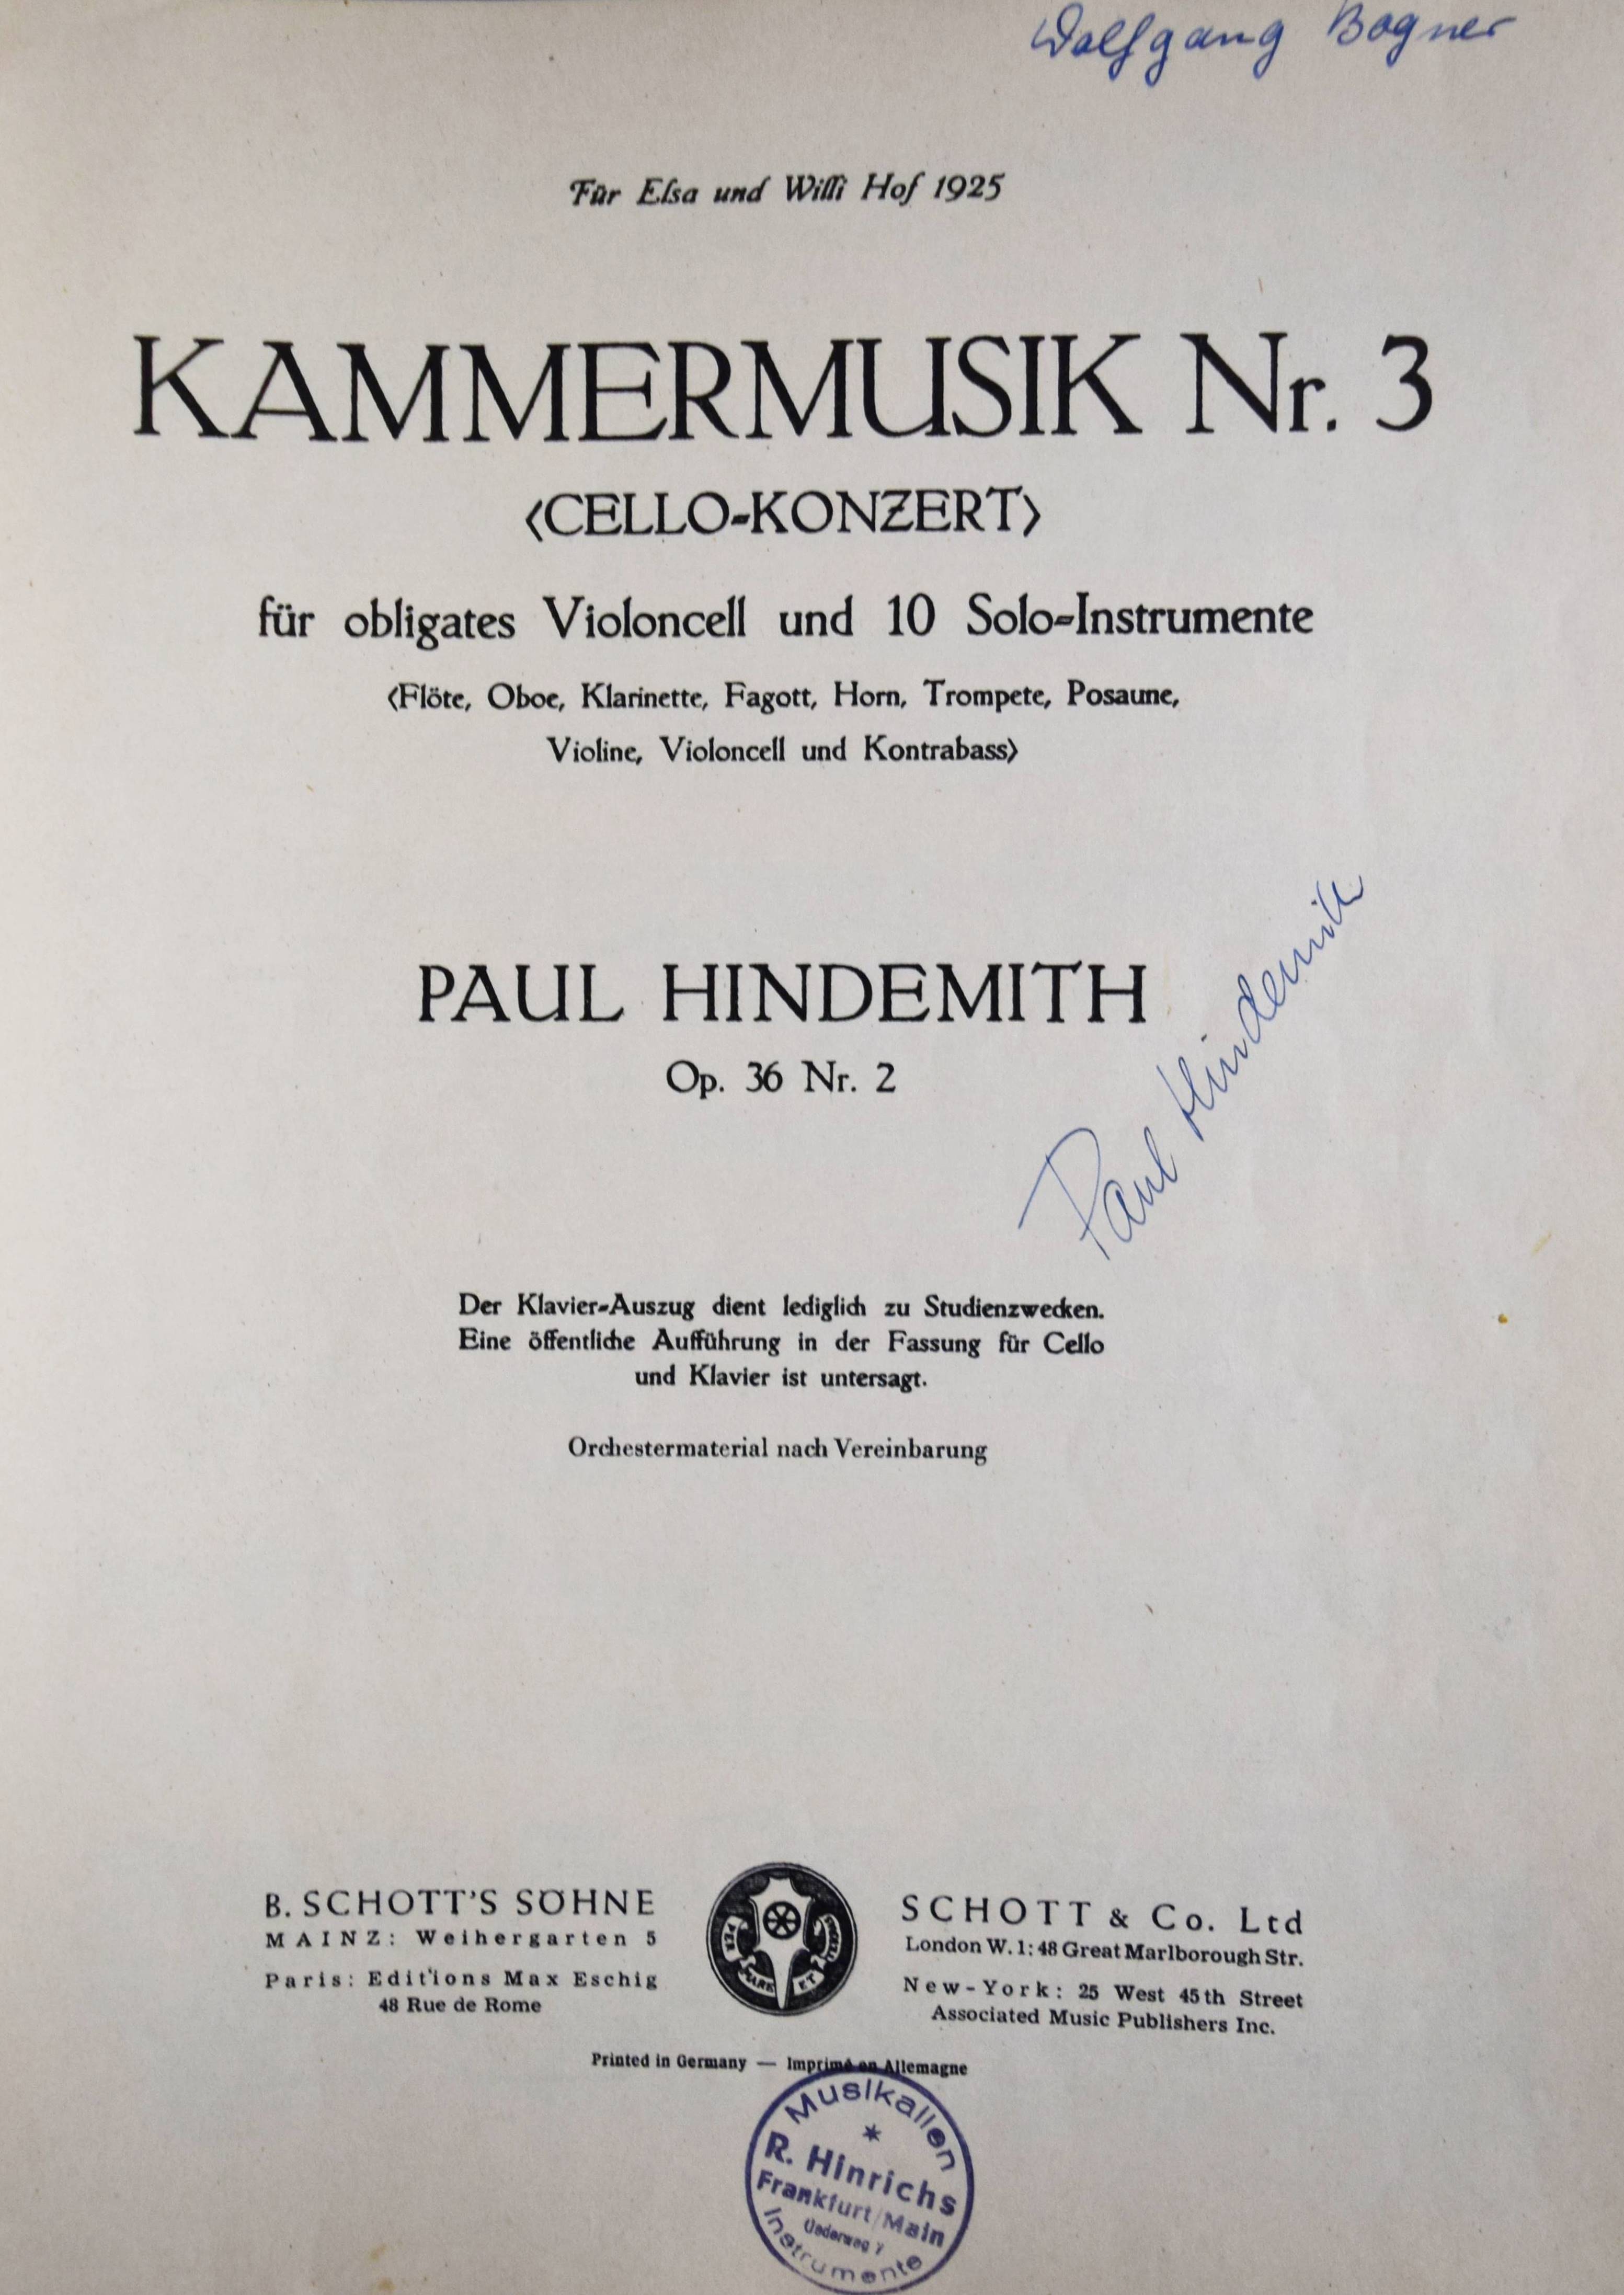 Wolfgang Bogner
Für Elsa und Willi Hof 1925
KAMMERMUSIK Nr. 3
⟨CELLO-KONZERT⟩
für obligates Violoncell und 10 Solo-Instrumente
⟨Flöte, Oboe, Klarinette, Fagott, Horn, Trompete, Posaune,
Violine, Violoncell und Kontrabass⟩
PAUL HINDEMITH
Op. 36 Nr. 2
Paul Hindemith
Der Klavier-Auszug dient lediglich zu Studienzwecken.
Eine öffentliche Aufführung in der Fassung für Cello
und Klavier ist untersagt.
Orchestermaterial nach Vereinbarung
B. SCHOTT'S SÖHNE
MAINZ: Weihergarten 5
Paris: Editions Max Eschig
48 Rue de Rome
PER MARE ET
SCHOTT & Co. Ltd
London W. 1: 48 Great Marlborough Str.
New-York: 25 West 45th Street
Associated Music Publishers Inc.
Printed in Germany — Imprimé en Allemagne
Musikalien
R. Hinrichs
Frankfurt/Main
Instrumente